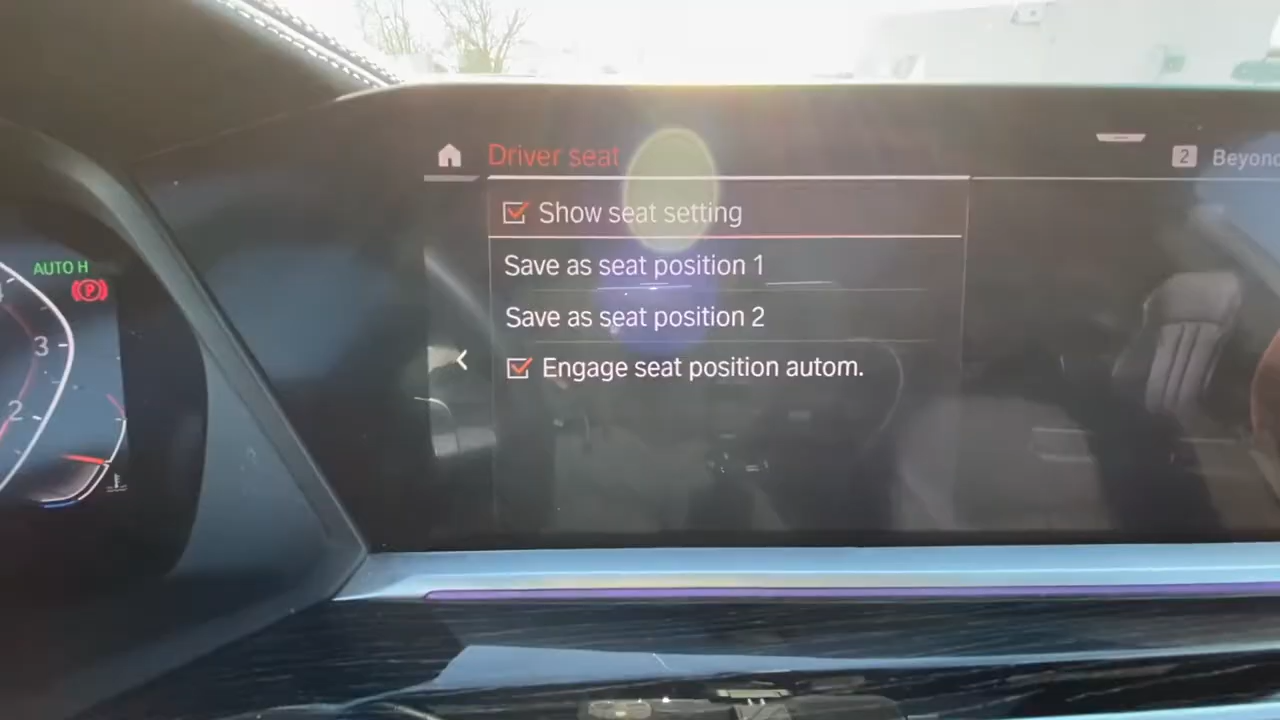 Driver seat
2 Beyond
Show seat setting
Save as seat position 1
Save as seat position 2
Engage seat position autom.
AUTO H
P
3
2